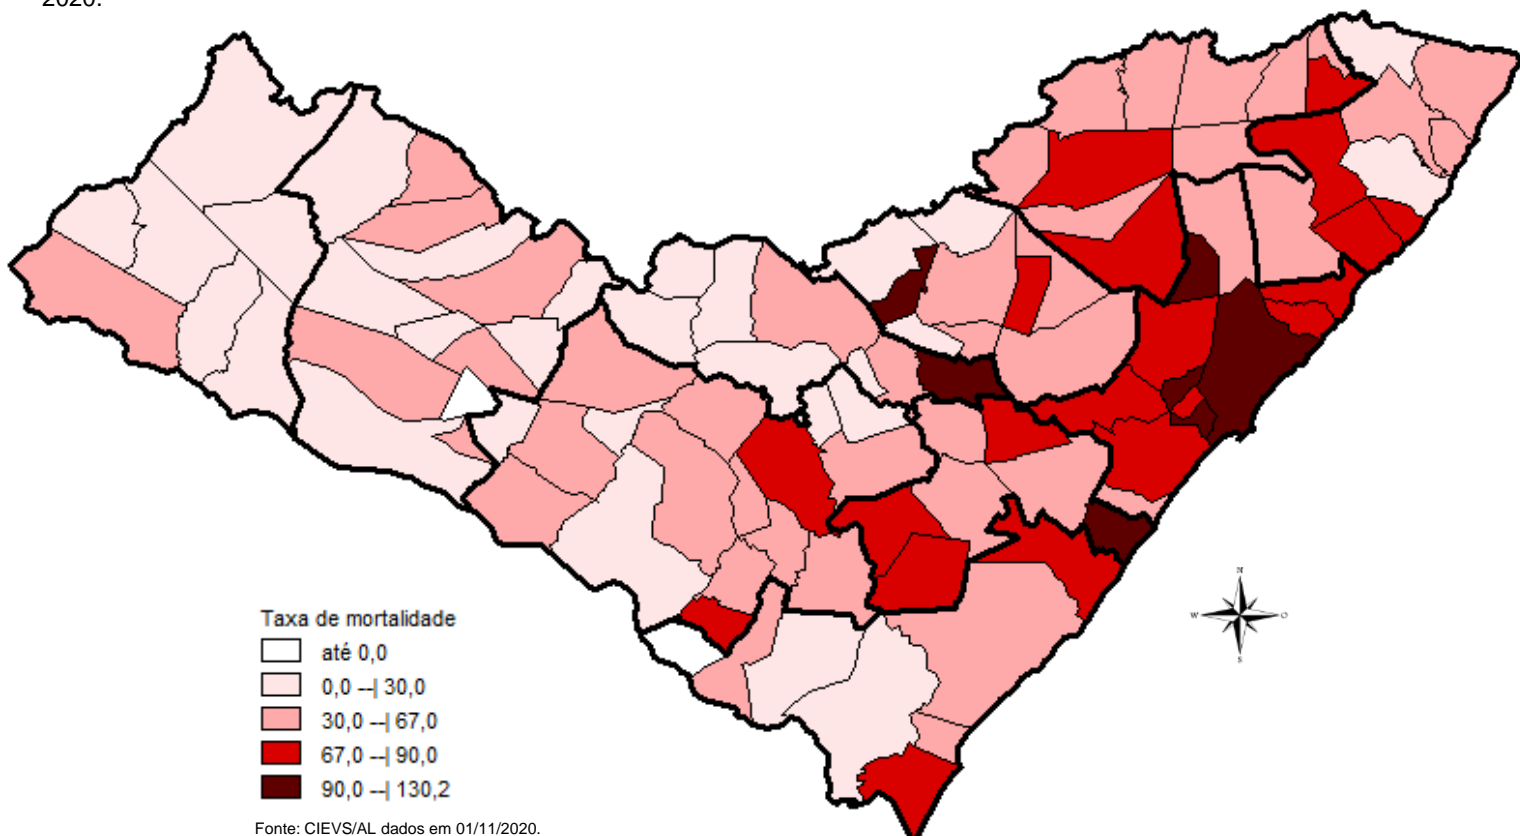 2020.
N
W
O
S
Taxa de mortalidade
até 0,0
0,0 --| 30,0
30,0 --| 67,0
67,0 --| 90,0
90,0 --| 130,2
Fonte: CIEVS/AL dados em 01/11/2020.